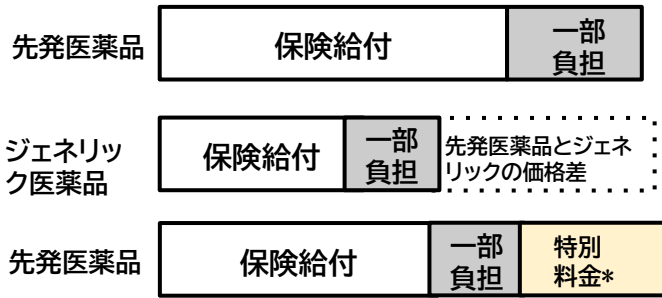 先発医薬品
保険給付
一部
負担
ジェネリッ
ク医薬品
保険給付
一部
負担
先発医薬品とジェネ
リックの価格差
先発医薬品
保険給付
一部
負担
特別
料金*